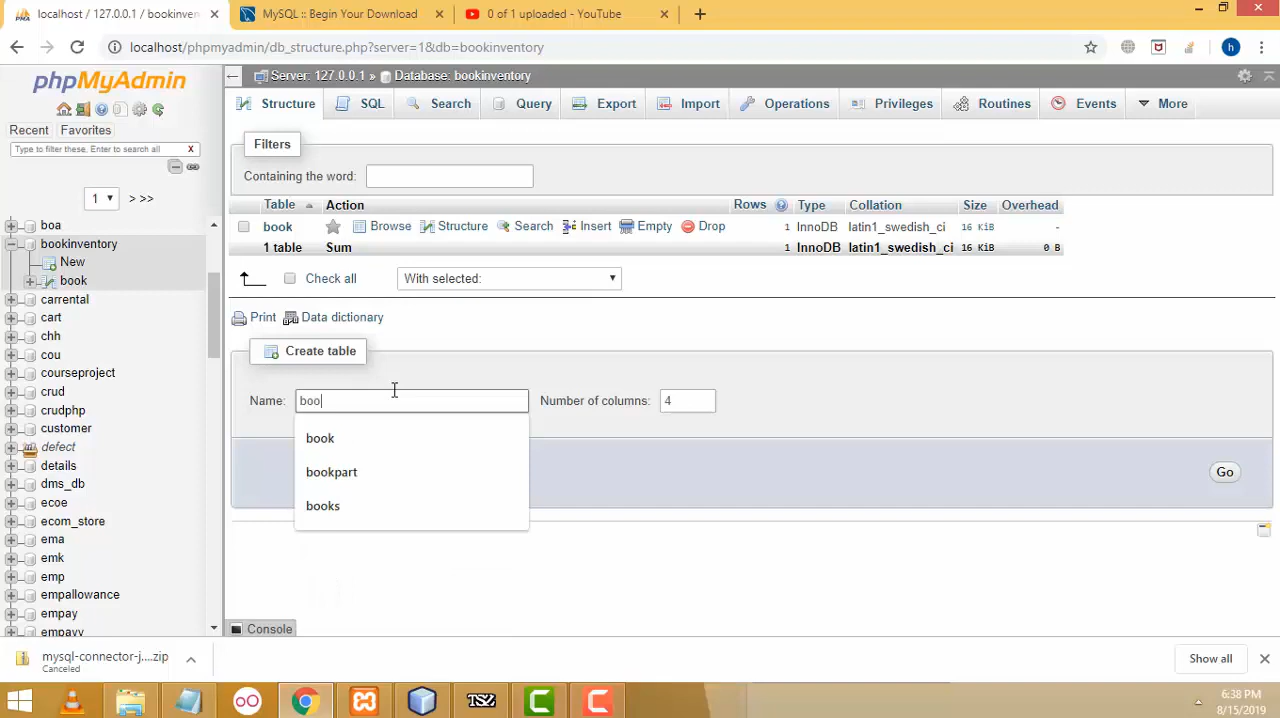 localhost / 127.0.0.1 / bookinven
MySQL :: Begin Your Download
0 of 1 uploaded - YouTube
localhost/phpmyadmin/db_structure.php?server=1&db=bookinventory
h
phpMyAdmin
Recent Favorites
Type to filter these, Enter to search all X
1 > >>
boa
bookinventory
New
book
carrental
cart
chh
cou
courseproject
crud
crudphp
customer
defect
details
dms_db
ecoe
ecom_store
ema
emk
emp
empallowance
empay
empayy
Server: 127.0.0.1 » Database: bookinventory
Structure SQL Search Query Export Import Operations Privileges Routines Events More
Filters
Containing the word:
Table Action Rows Type Collation Size Overhead
book Browse Structure Search Insert Empty Drop 1 InnoDB latin1_swedish_ci 16 KiB -
1 table Sum 1 InnoDB latin1_swedish_ci 16 KiB 0 B
Check all With selected:
Print Data dictionary
Create table
Name: boo Number of columns: 4
book
bookpart
books
Go
Console
mysql-connector-j....zip
Canceled
Show all
TS2
6:38 PM
8/15/2019